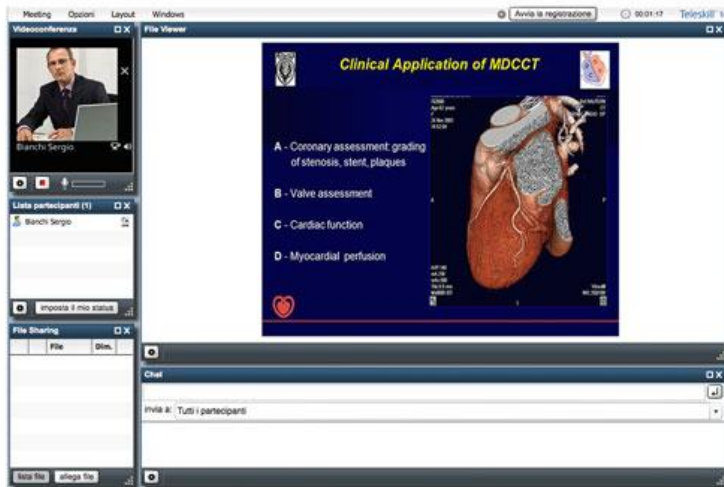 Meeting Opzioni Layout Windows
Avvia la registrazione
00:01:17
Teleskill
Videoconferenza
Bianchi Sergio
Lista partecipanti (1)
Bianchi Sergio
imposta il mio status
File Sharing
File Dim.
lista file allega file
File Viewer
Clinical Application of MDCCT
A - Coronary assessment: grading
of stenosis, stent, plaques
B - Valve assessment
C - Cardiac function
D - Myocardial perfusion
Chat
invia a: Tutti i partecipanti